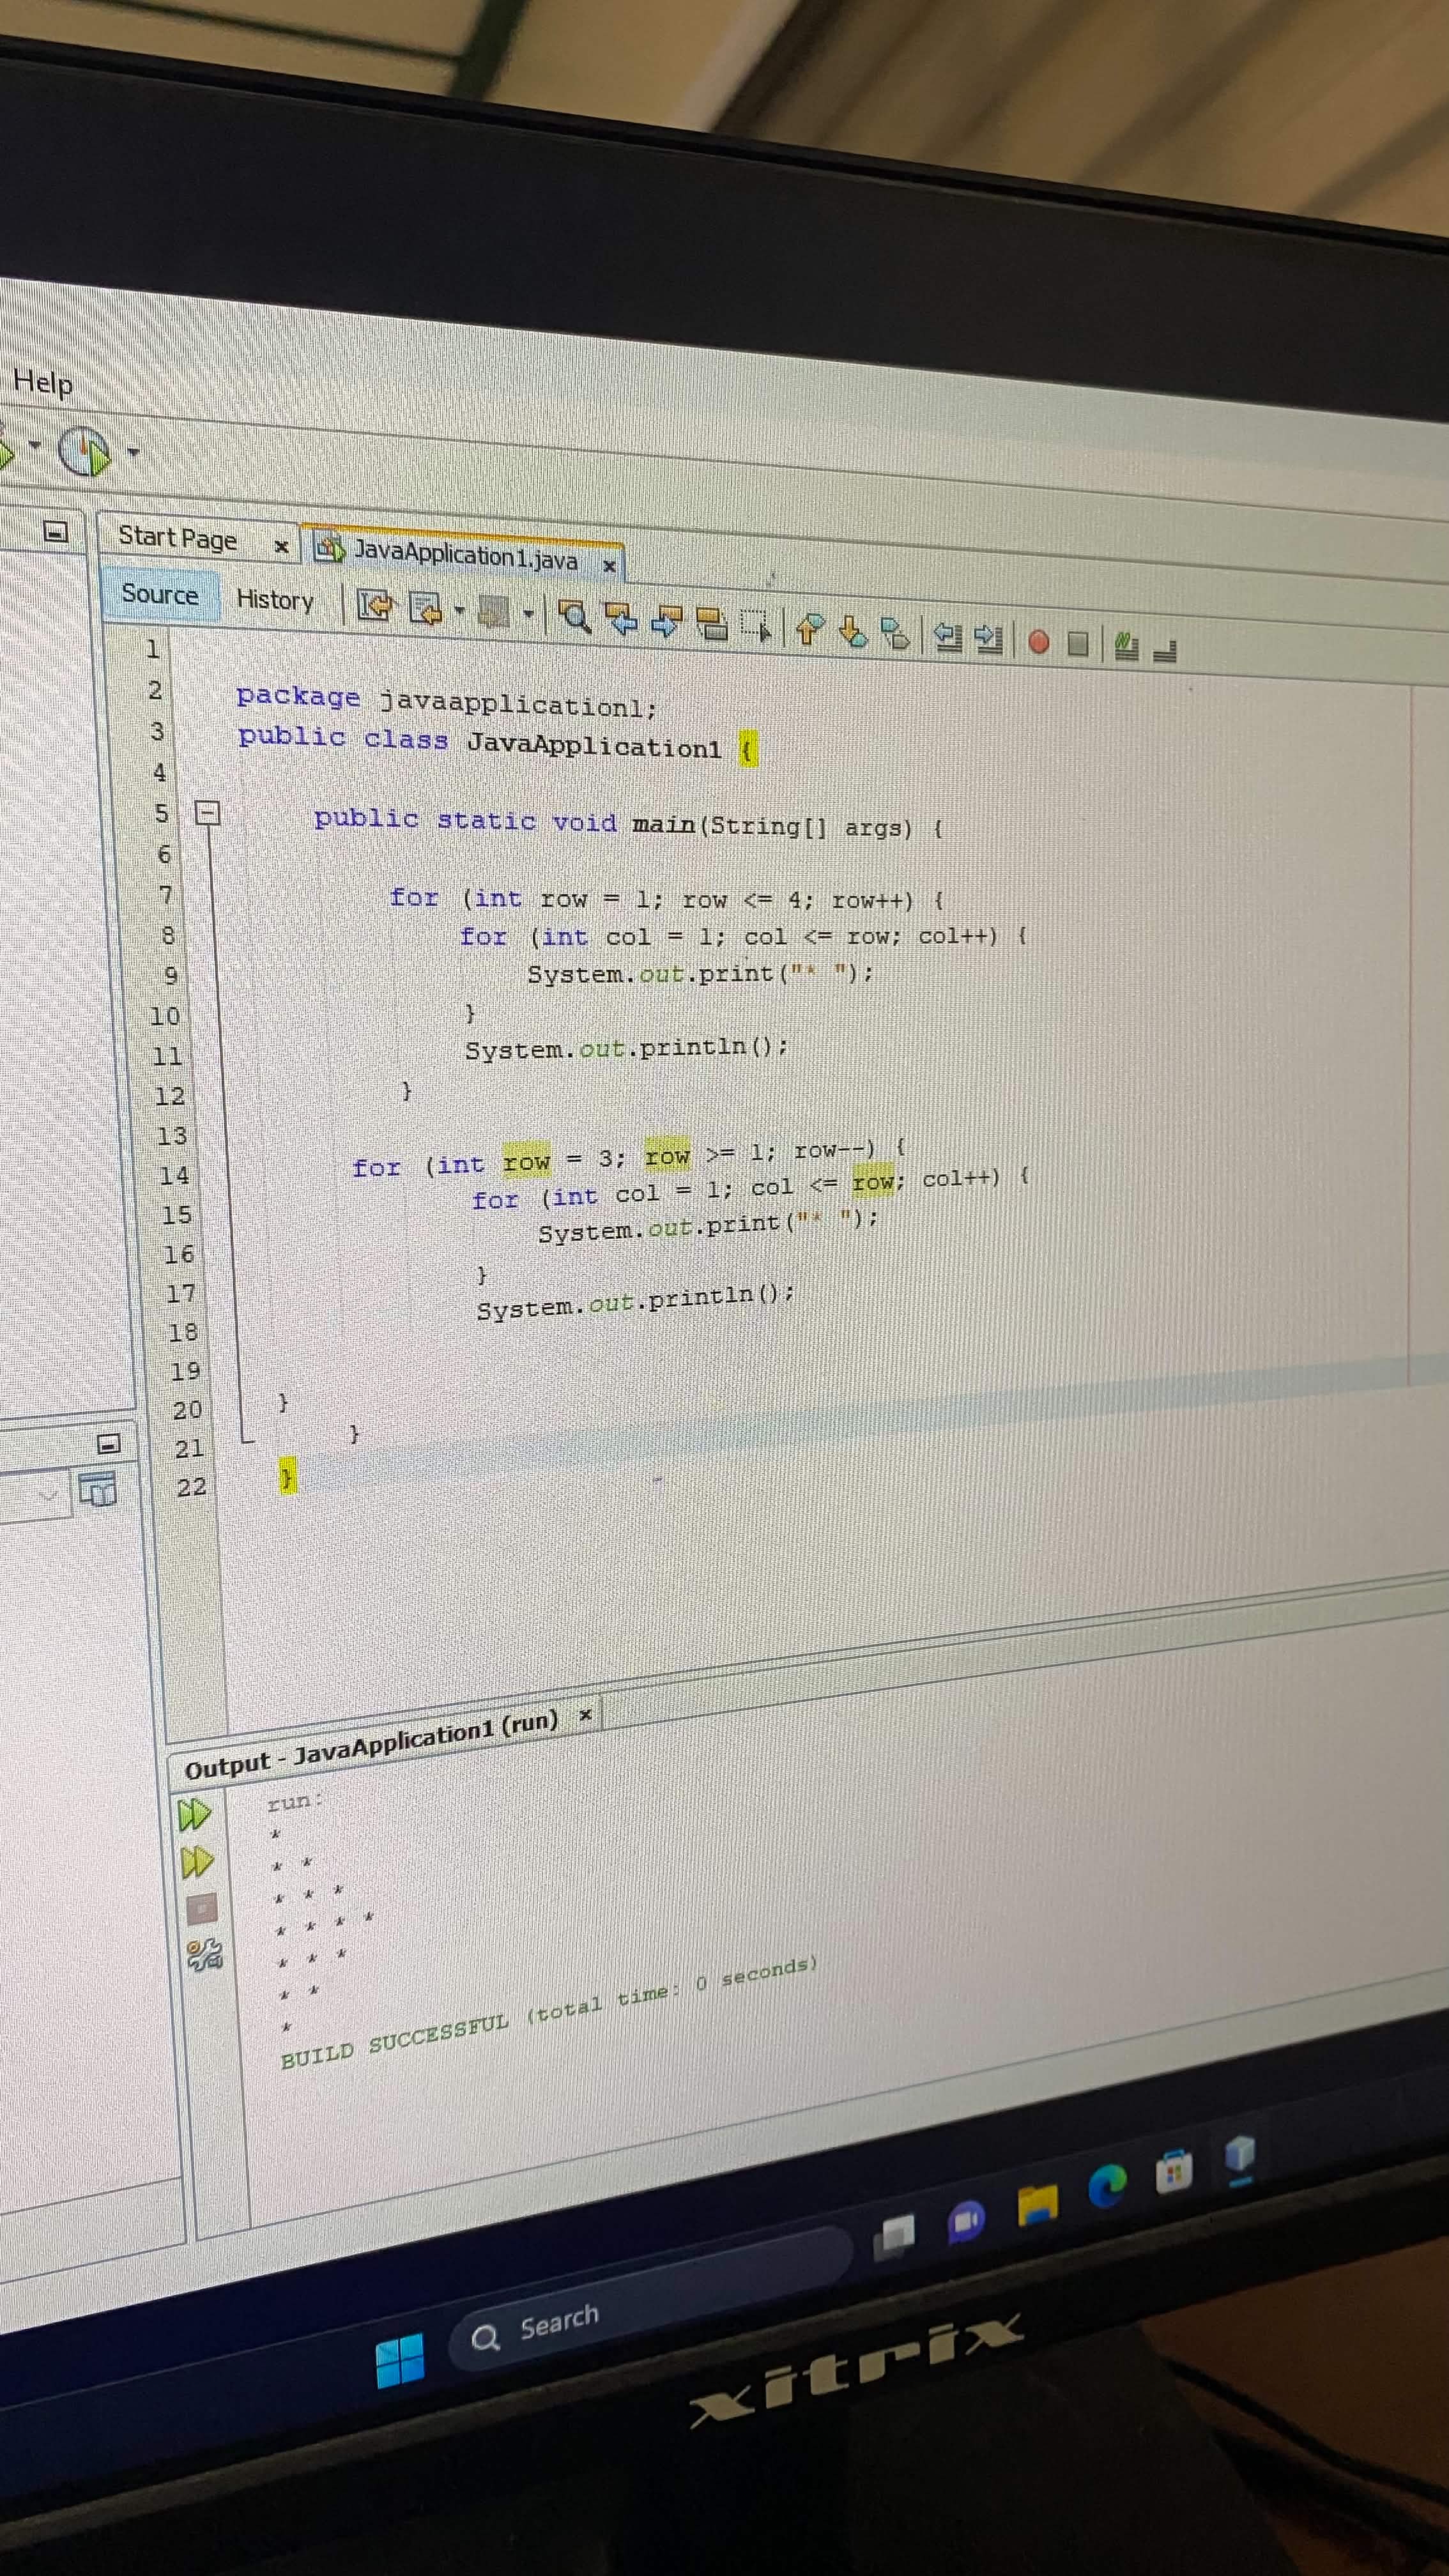 Help
Start Page x JavaApplication1.java x
Source History
1
2 package javaapplication1;
3 public class JavaApplication1 {
4
5 public static void main(String[] args) {
6
7 for (int row = 1; row <= 4; row++) {
8 for (int col = 1; col <= row; col++) {
9 System.out.print("* ");
10 }
11 System.out.println();
12 }
13
14 for (int row = 3; row >= 1; row--) {
15 for (int col = 1; col <= row; col++) {
16 System.out.print("* ");
17 }
18 System.out.println();
19
20 }
21 }
22 }
Output - JavaApplication1 (run) x
run:
*
* *
* * *
* * * *
* * *
* *
*
BUILD SUCCESSFUL (total time: 0 seconds)
Search
xitrix